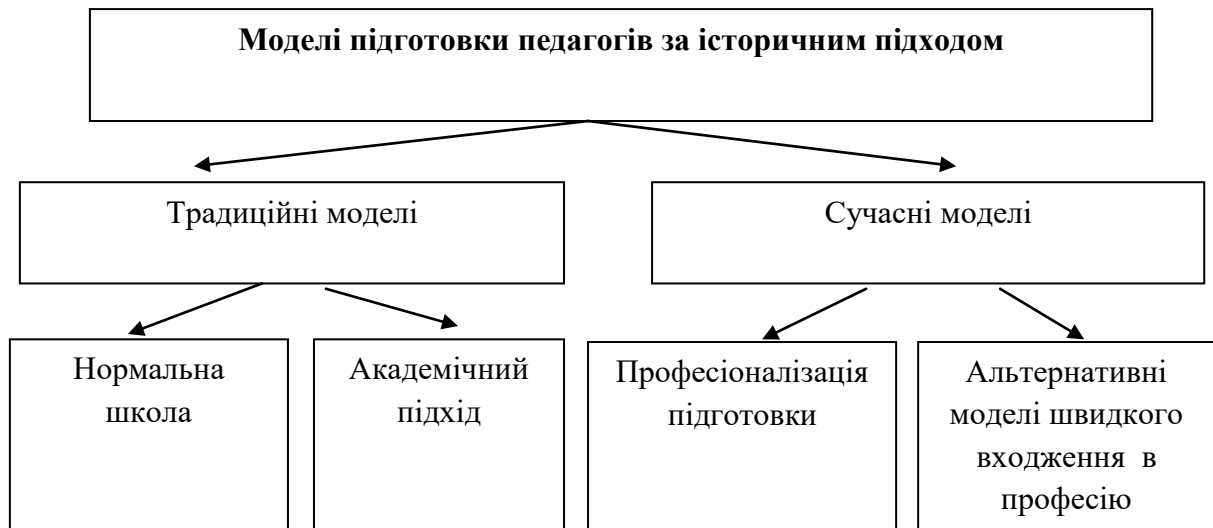 Моделі підготовки педагогів за історичним підходом
Традиційні моделі
Сучасні моделі
Нормальна
школа
Академічний
підхід
Професіоналізація
підготовки
Альтернативні
моделі швидкого
входження в
професію